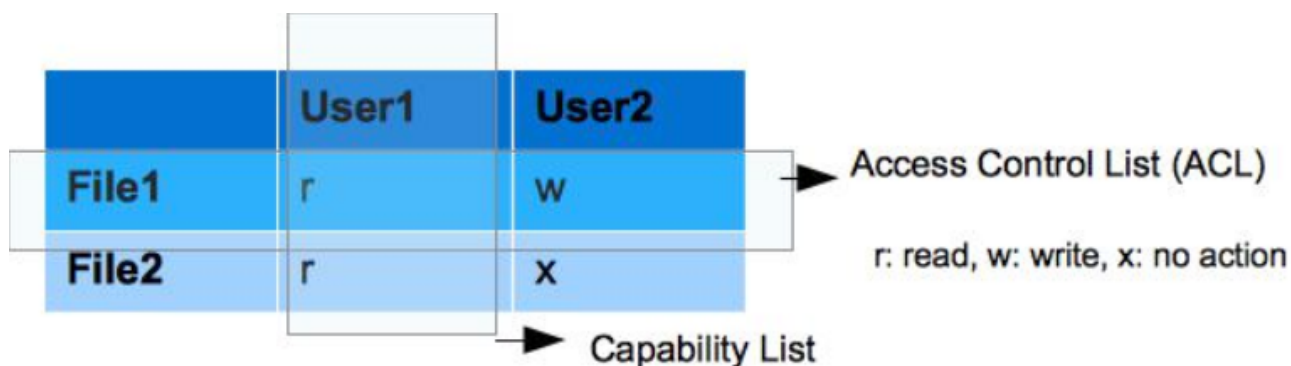 User1 User2
File1 r w
File2 r x
Access Control List (ACL)
r: read, w: write, x: no action
Capability List